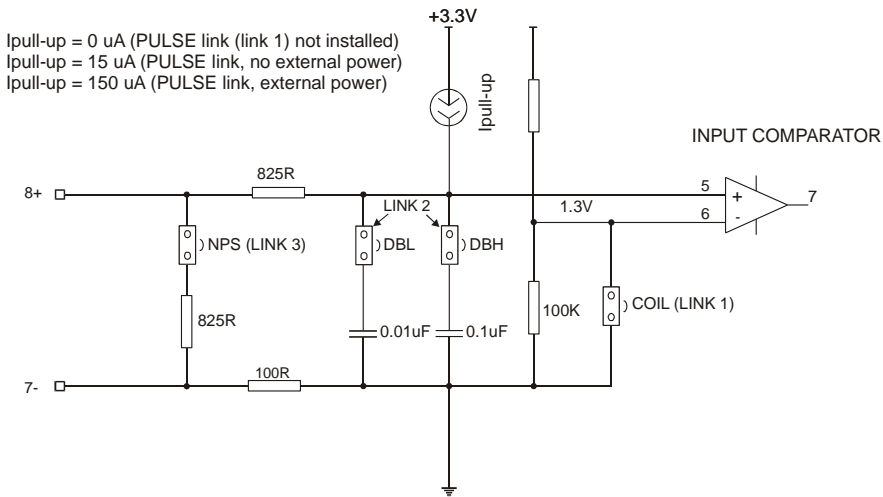 +3.3V
Ipull-up = 0 uA (PULSE link (link 1) not installed)
Ipull-up = 15 uA (PULSE link, no external power)
Ipull-up = 150 uA (PULSE link, external power)
Ipull-up
INPUT COMPARATOR
825R
8+
LINK 2
1.3V
5
+
7
6
-
NPS (LINK 3)
DBL
DBH
825R
0.01uF
0.1uF
100K
COIL (LINK 1)
100R
7-